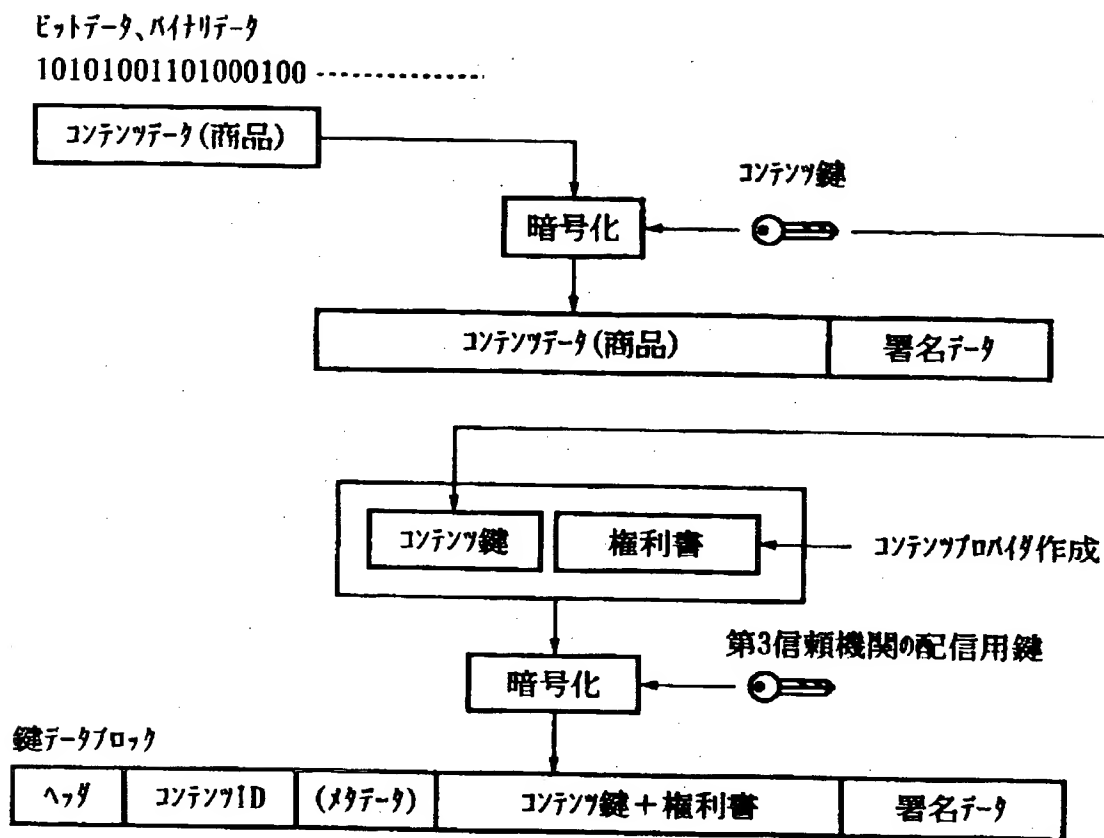 ビットデータ、バイナリデータ
10101001101000100 ---------------
コンテンツデータ(商品)
コンテンツ鍵
暗号化
コンテンツデータ(商品) 署名データ
コンテンツ鍵 権利書 コンテンツプロバイダ作成
第3信頼機関の配信用鍵
暗号化
鍵データブロック
ヘッダ コンテンツID (メタデータ) コンテンツ鍵+権利書 署名データ